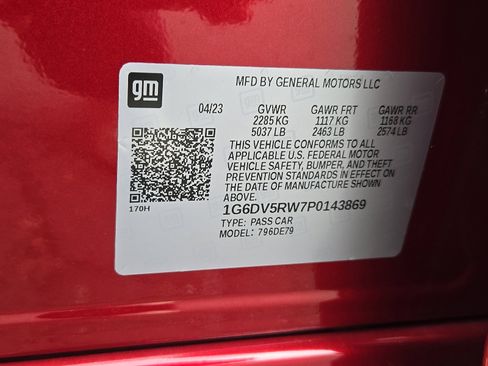 gm
MFD BY GENERAL MOTORS LLC
04/23 GVWR GAWR FRT GAWR RR
2285 KG 1117 KG 1168 KG
5037 LB 2463 LB 2574 LB
THIS VEHICLE CONFORMS TO ALL
APPLICABLE U.S. FEDERAL MOTOR
VEHICLE SAFETY, BUMPER, AND THEFT
PREVENTION STANDARDS IN EFFECT ON
THE DATE OF MANUFACTURE SHOWN
ABOVE.
170H
1G6DV5RW7P0143869
TYPE: PASS CAR
MODEL: 796DE79